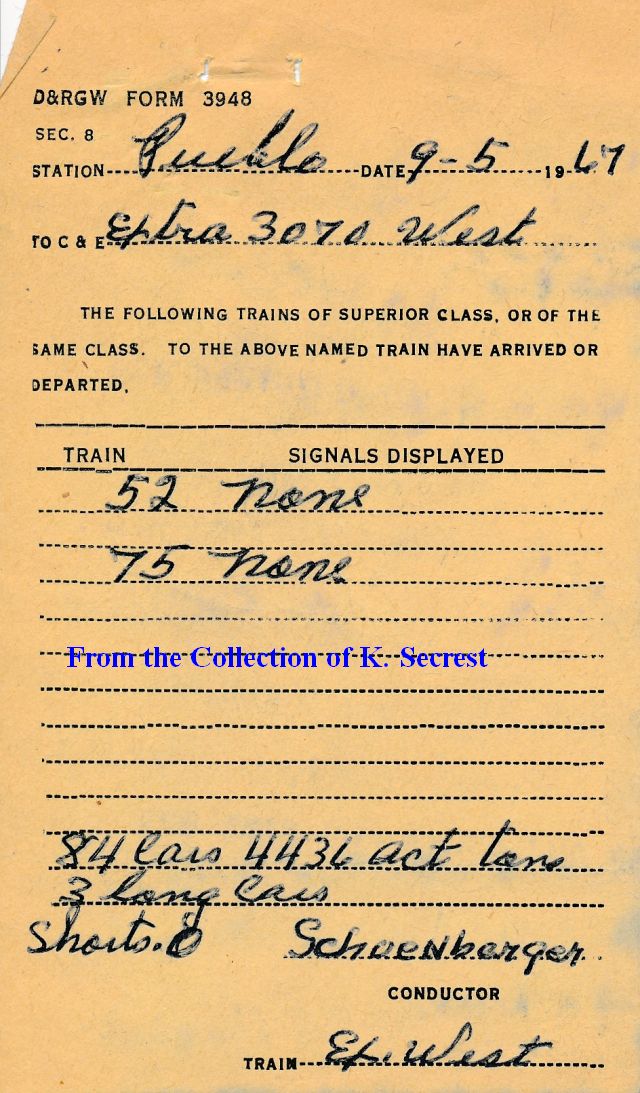 D&RGW FORM 3948
SEC. 8
STATION Pueblo DATE 9-5 1967
TO C & E Extra 3070 West
THE FOLLOWING TRAINS OF SUPERIOR CLASS, OR OF THE
SAME CLASS. TO THE ABOVE NAMED TRAIN HAVE ARRIVED OR
DEPARTED.
TRAIN SIGNALS DISPLAYED
52 None
75 None
From the Collection of K. Secrest
84 Cars 4436 act tons
3 long Cars
Shorts. 0 Schoenberger
CONDUCTOR
TRAIN Ex. West